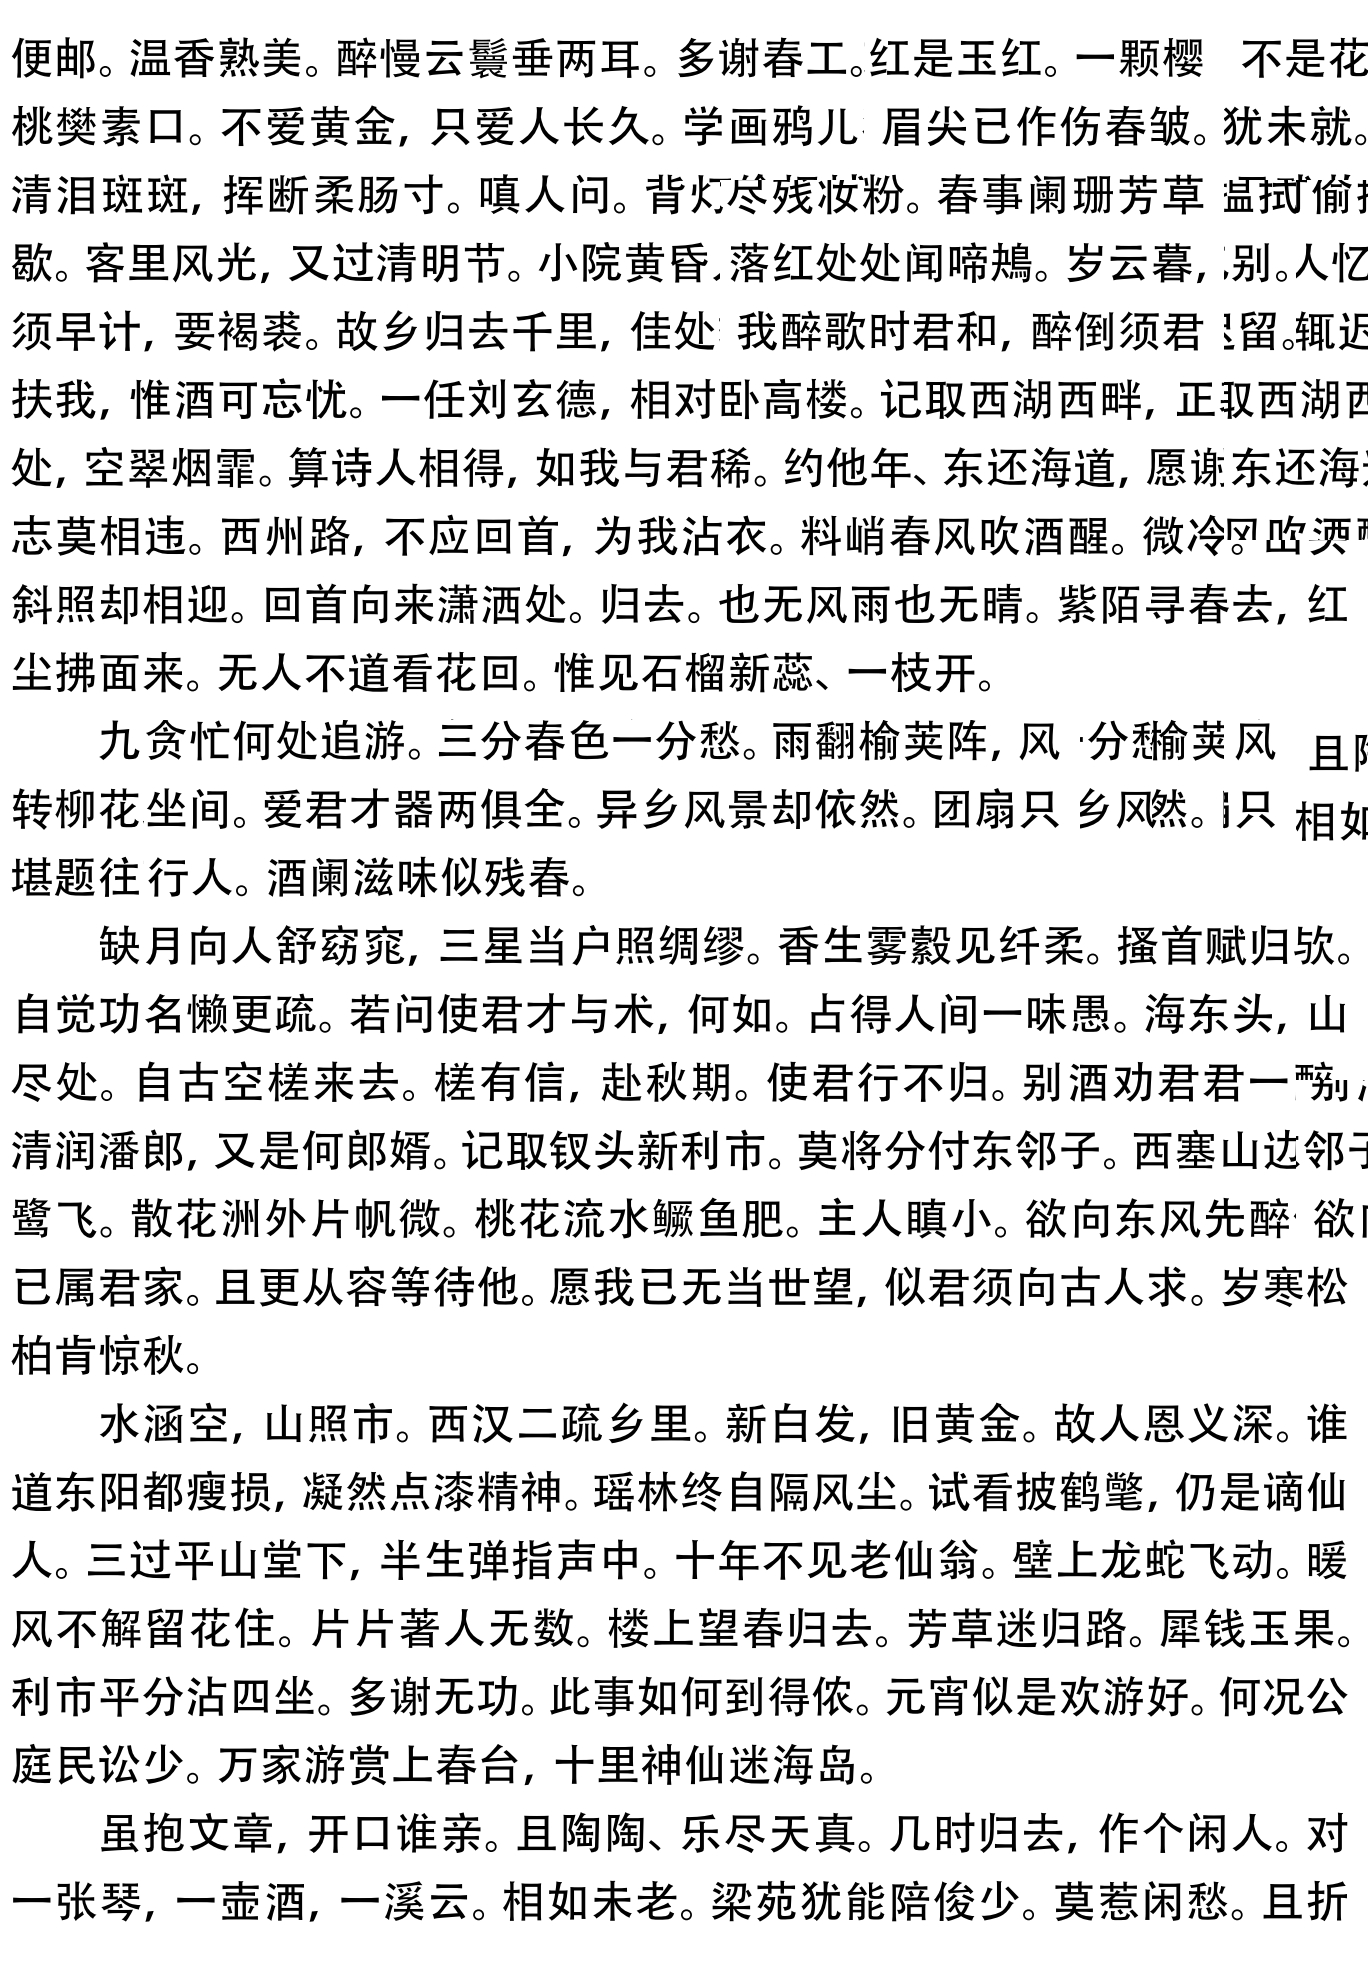 便邮。温香熟美。醉慢云鬟垂两耳。多谢春工。红是玉红。一颗樱 不是花
桃樊素口。不爱黄金，只爱人长久。学画鸦儿 眉尖已作伤春皱。犹未就。
清泪斑斑，挥断柔肠寸。嗔人问。背灯尽残妆粉。春事阑珊芳草 温拭偷
歇。客里风光，又过清明节。小院黄昏 落红处处闻啼鴂。岁云暮，别。人忆
须早计，要褐裘。故乡归去千里，佳处 我醉歌时君和，醉倒须君 留。辄迟
扶我，惟酒可忘忧。一任刘玄德，相对卧高楼。记取西湖西畔，正取西湖西
处，空翠烟霏。算诗人相得，如我与君稀。约他年、东还海道，愿谢东还海
志莫相违。西州路，不应回首，为我沾衣。料峭春风吹酒醒。微冷。
斜照却相迎。回首向来潇洒处。归去。也无风雨也无晴。紫陌寻春去，红
尘拂面来。无人不道看花回。惟见石榴新蕊、一枝开。
九贪忙何处追游。三分春色一分愁。雨翻榆荚阵，风 分愁榆荚风 且陶
转柳花坐间。爱君才器两俱全。异乡风景却依然。团扇只 乡风然。只 相如
堪题往行人。酒阑滋味似残春。
缺月向人舒窈窕，三星当户照绸缪。香生雾縠见纤柔。搔首赋归欤。
自觉功名懒更疏。若问使君才与术，何如。占得人间一味愚。海东头，山
尽处。自古空槎来去。槎有信，赴秋期。使君行不归。别酒劝君君一醉别
清润潘郎，又是何郎婿。记取钗头新利市。莫将分付东邻子。西塞山边邻子
鹭飞。散花洲外片帆微。桃花流水鳜鱼肥。主人瞋小。欲向东风先醉 欲向
已属君家。且更从容等待他。愿我已无当世望，似君须向古人求。岁寒松
柏肯惊秋。
水涵空，山照市。西汉二疏乡里。新白发，旧黄金。故人恩义深。谁
道东阳都瘦损，凝然点漆精神。瑶林终自隔风尘。试看披鹤氅，仍是谪仙
人。三过平山堂下，半生弹指声中。十年不见老仙翁。壁上龙蛇飞动。暖
风不解留花住。片片著人无数。楼上望春归去。芳草迷归路。犀钱玉果。
利市平分沾四坐。多谢无功。此事如何到得侬。元宵似是欢游好。何况公
庭民讼少。万家游赏上春台，十里神仙迷海岛。
虽抱文章，开口谁亲。且陶陶、乐尽天真。几时归去，作个闲人。对
一张琴，一壶酒，一溪云。相如未老。梁苑犹能陪俊少。莫惹闲愁。且折